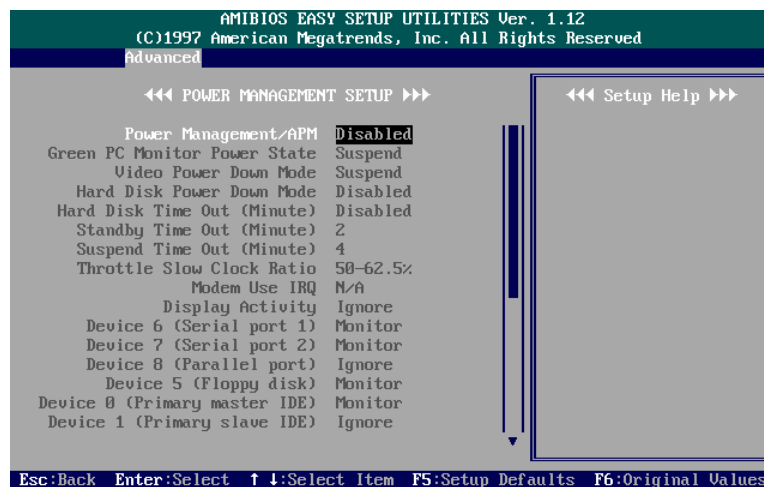 AMIBIOS EASY SETUP UTILITIES Ver. 1.12
(C)1997 American Megatrends, Inc. All Rights Reserved
Advanced
POWER MANAGEMENT SETUP
Setup Help
Power Management/APM Disabled
Green PC Monitor Power State Suspend
Video Power Down Mode Suspend
Hard Disk Power Down Mode Disabled
Hard Disk Time Out (Minute) Disabled
Standby Time Out (Minute) 2
Suspend Time Out (Minute) 4
Throttle Slow Clock Ratio 50-62.5%
Modem Use IRQ N/A
Display Activity Ignore
Device 6 (Serial port 1) Monitor
Device 7 (Serial port 2) Monitor
Device 8 (Parallel port) Ignore
Device 5 (Floppy disk) Monitor
Device 0 (Primary master IDE) Monitor
Device 1 (Primary slave IDE) Ignore
Esc:Back Enter:Select ↑ ↓:Select Item F5:Setup Defaults F6:Original Values